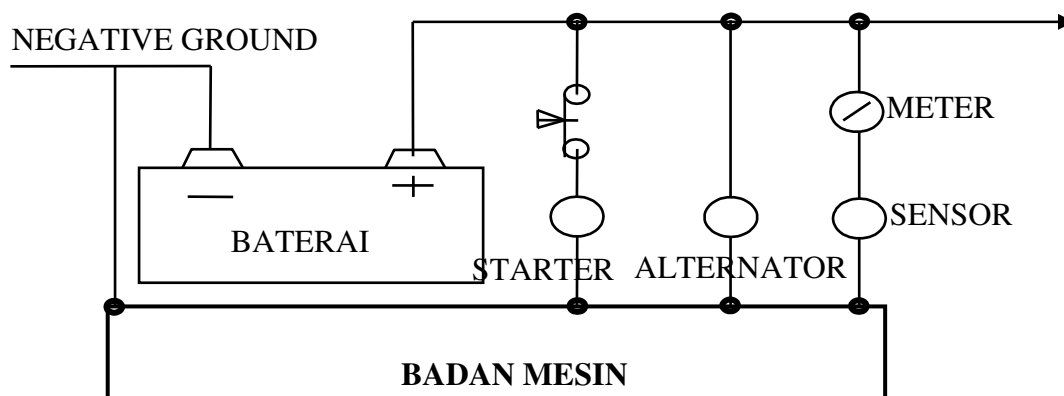 NEGATIVE GROUND
METER
SENSOR
BATERAI
STARTER
ALTERNATOR
BADAN MESIN